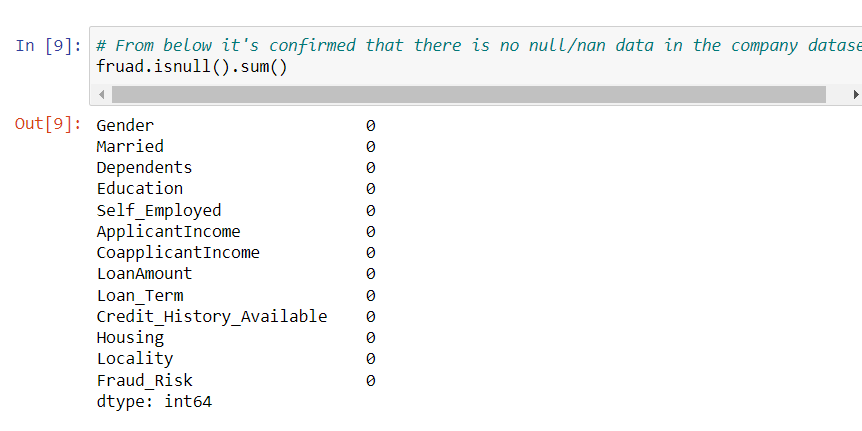 In [9]: # From below it's confirmed that there is no null/nan data in the company datase
fruad.isnull().sum()
Out[9]: Gender 0
Married 0
Dependents 0
Education 0
Self_Employed 0
ApplicantIncome 0
CoapplicantIncome 0
LoanAmount 0
Loan_Term 0
Credit_History_Available 0
Housing 0
Locality 0
Fraud_Risk 0
dtype: int64